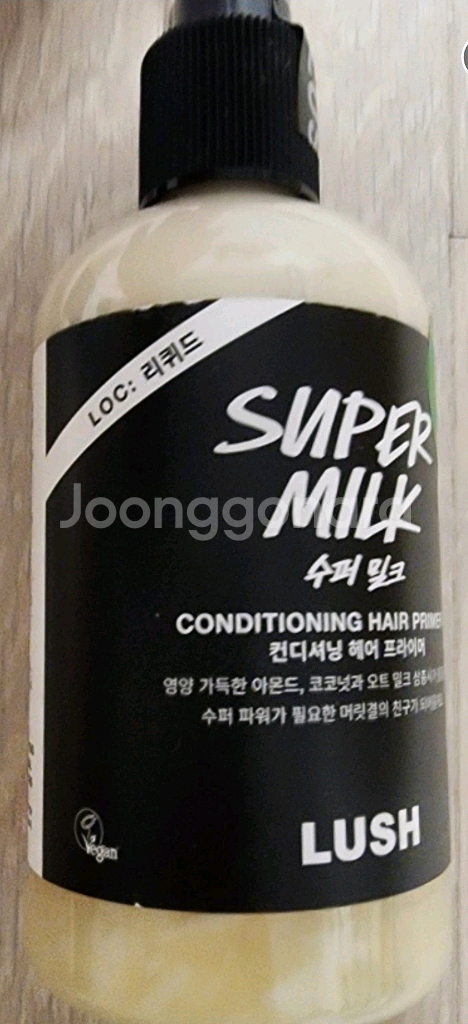 LOC: 리퀴드
SUPER
MILK
수퍼 밀크
CONDITIONING HAIR PRIMER
컨디셔닝 헤어 프라이머
영양 가득한 아몬드, 코코넛과 오트 밀크
수퍼 파워가 필요한 머릿결의 친구가
Vegan
LUSH
Joonggonara